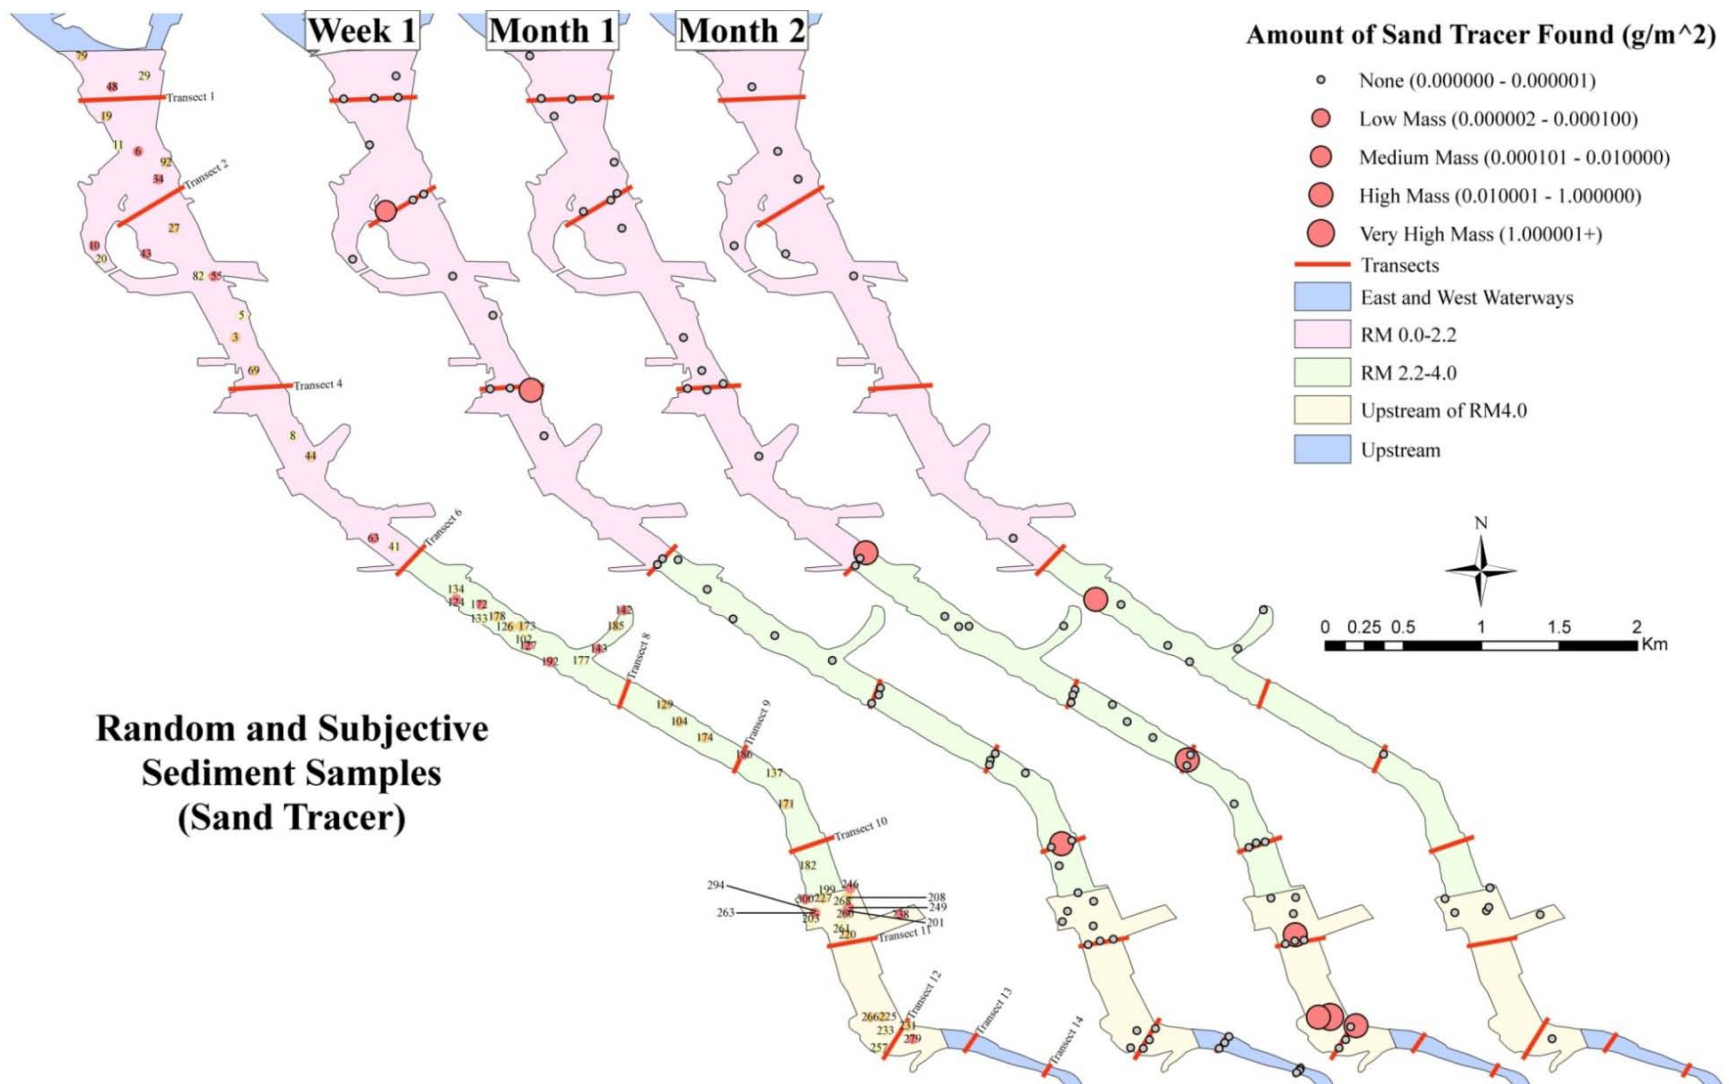 Week 1
Month 1
Month 2
Amount of Sand Tracer Found (g/m^2)
None (0.000000 - 0.000001)
Low Mass (0.000002 - 0.000100)
Medium Mass (0.000101 - 0.010000)
High Mass (0.010001 - 1.000000)
Very High Mass (1.000001+)
Transects
East and West Waterways
RM 0.0-2.2
RM 2.2-4.0
Upstream of RM4.0
Upstream
N
0 0.25 0.5 1 1.5 2
Km
Random and Subjective
Sediment Samples
(Sand Tracer)
79
29
48
Transect 1
19
11
6
92
34
Transect 2
27
10
43
20
82
55
5
3
69
Transect 4
8
44
63
41
Transect 6
134
124
172
133
178
126
173
102
127
192
177
143
185
142
Transect 8
129
104
174
186
Transect 9
137
171
Transect 10
182
294
199
246
300
227
268
208
249
263
203
260
238
201
261
220
Transect 11
266
225
231
233
279
257
Transect 12
Transect 13
Transect 14